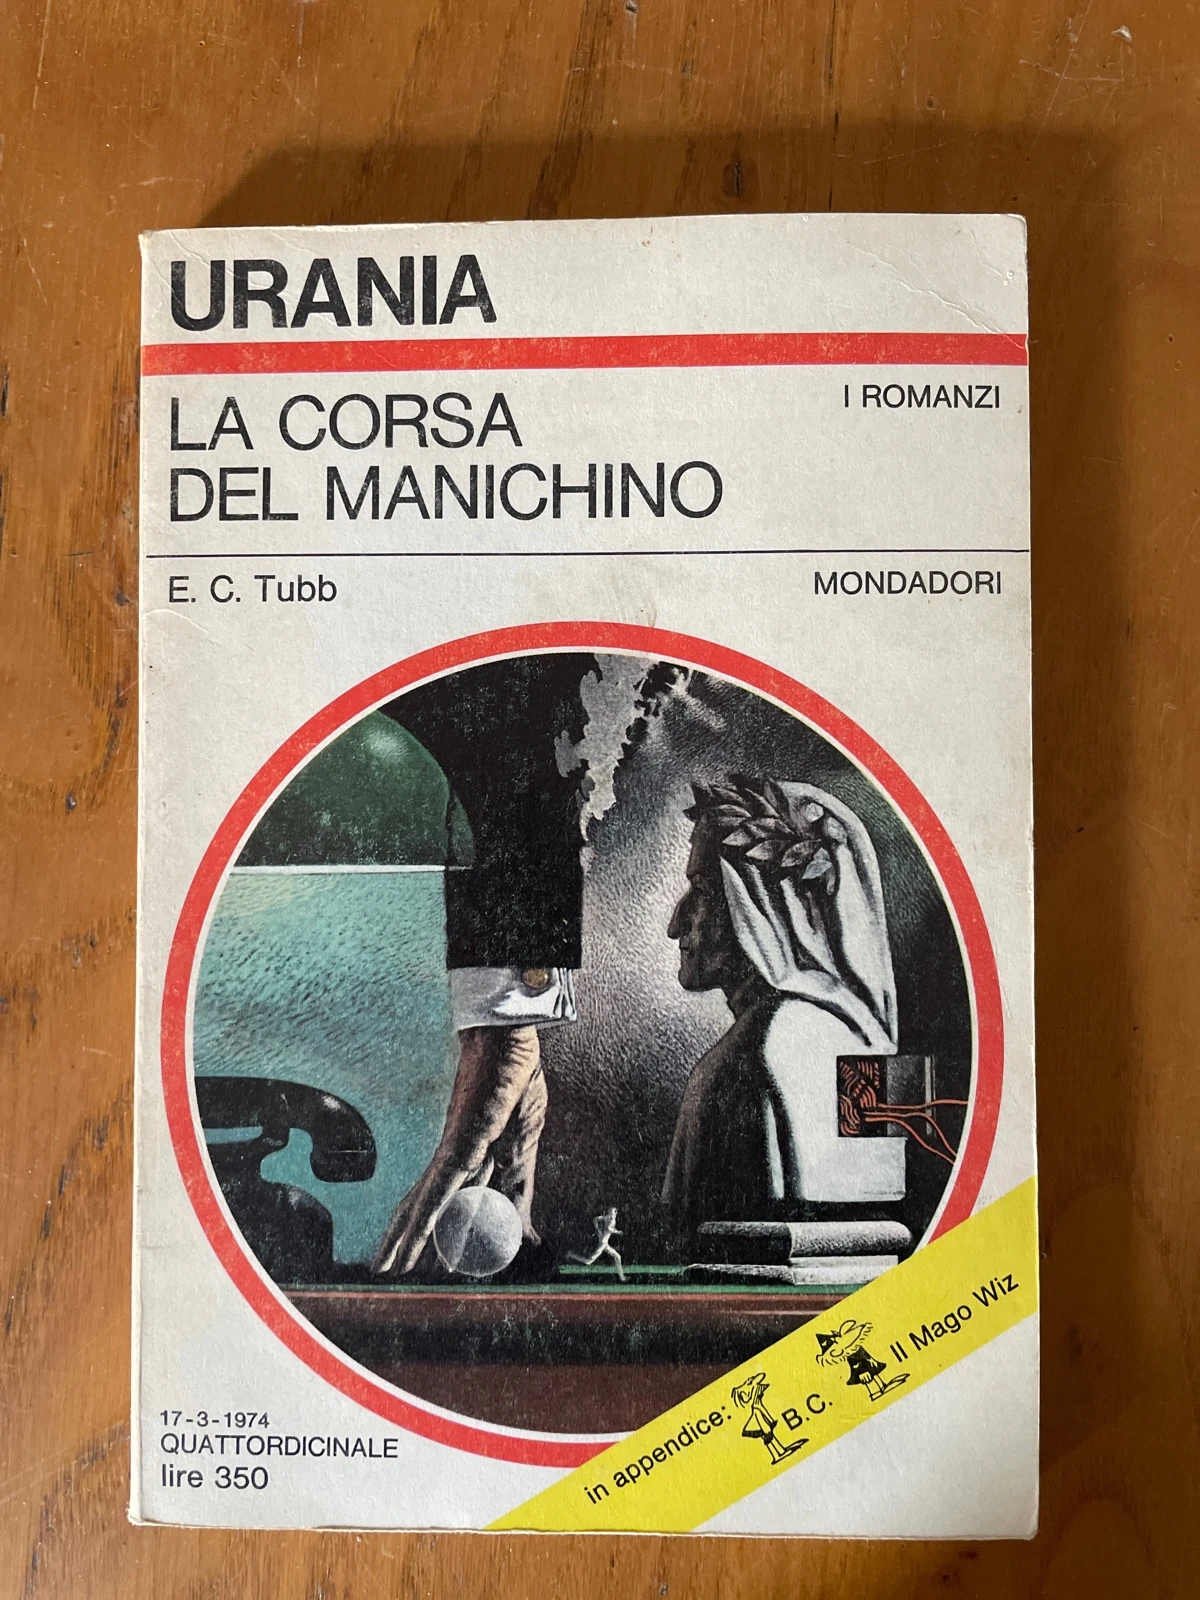 URANIA
LA CORSA
DEL MANICHINO
I ROMANZI
E. C. Tubb
MONDADORI
17-3-1974
QUATTORDICINALE
lire 350
in appendice: B.C. Il Mago Wiz